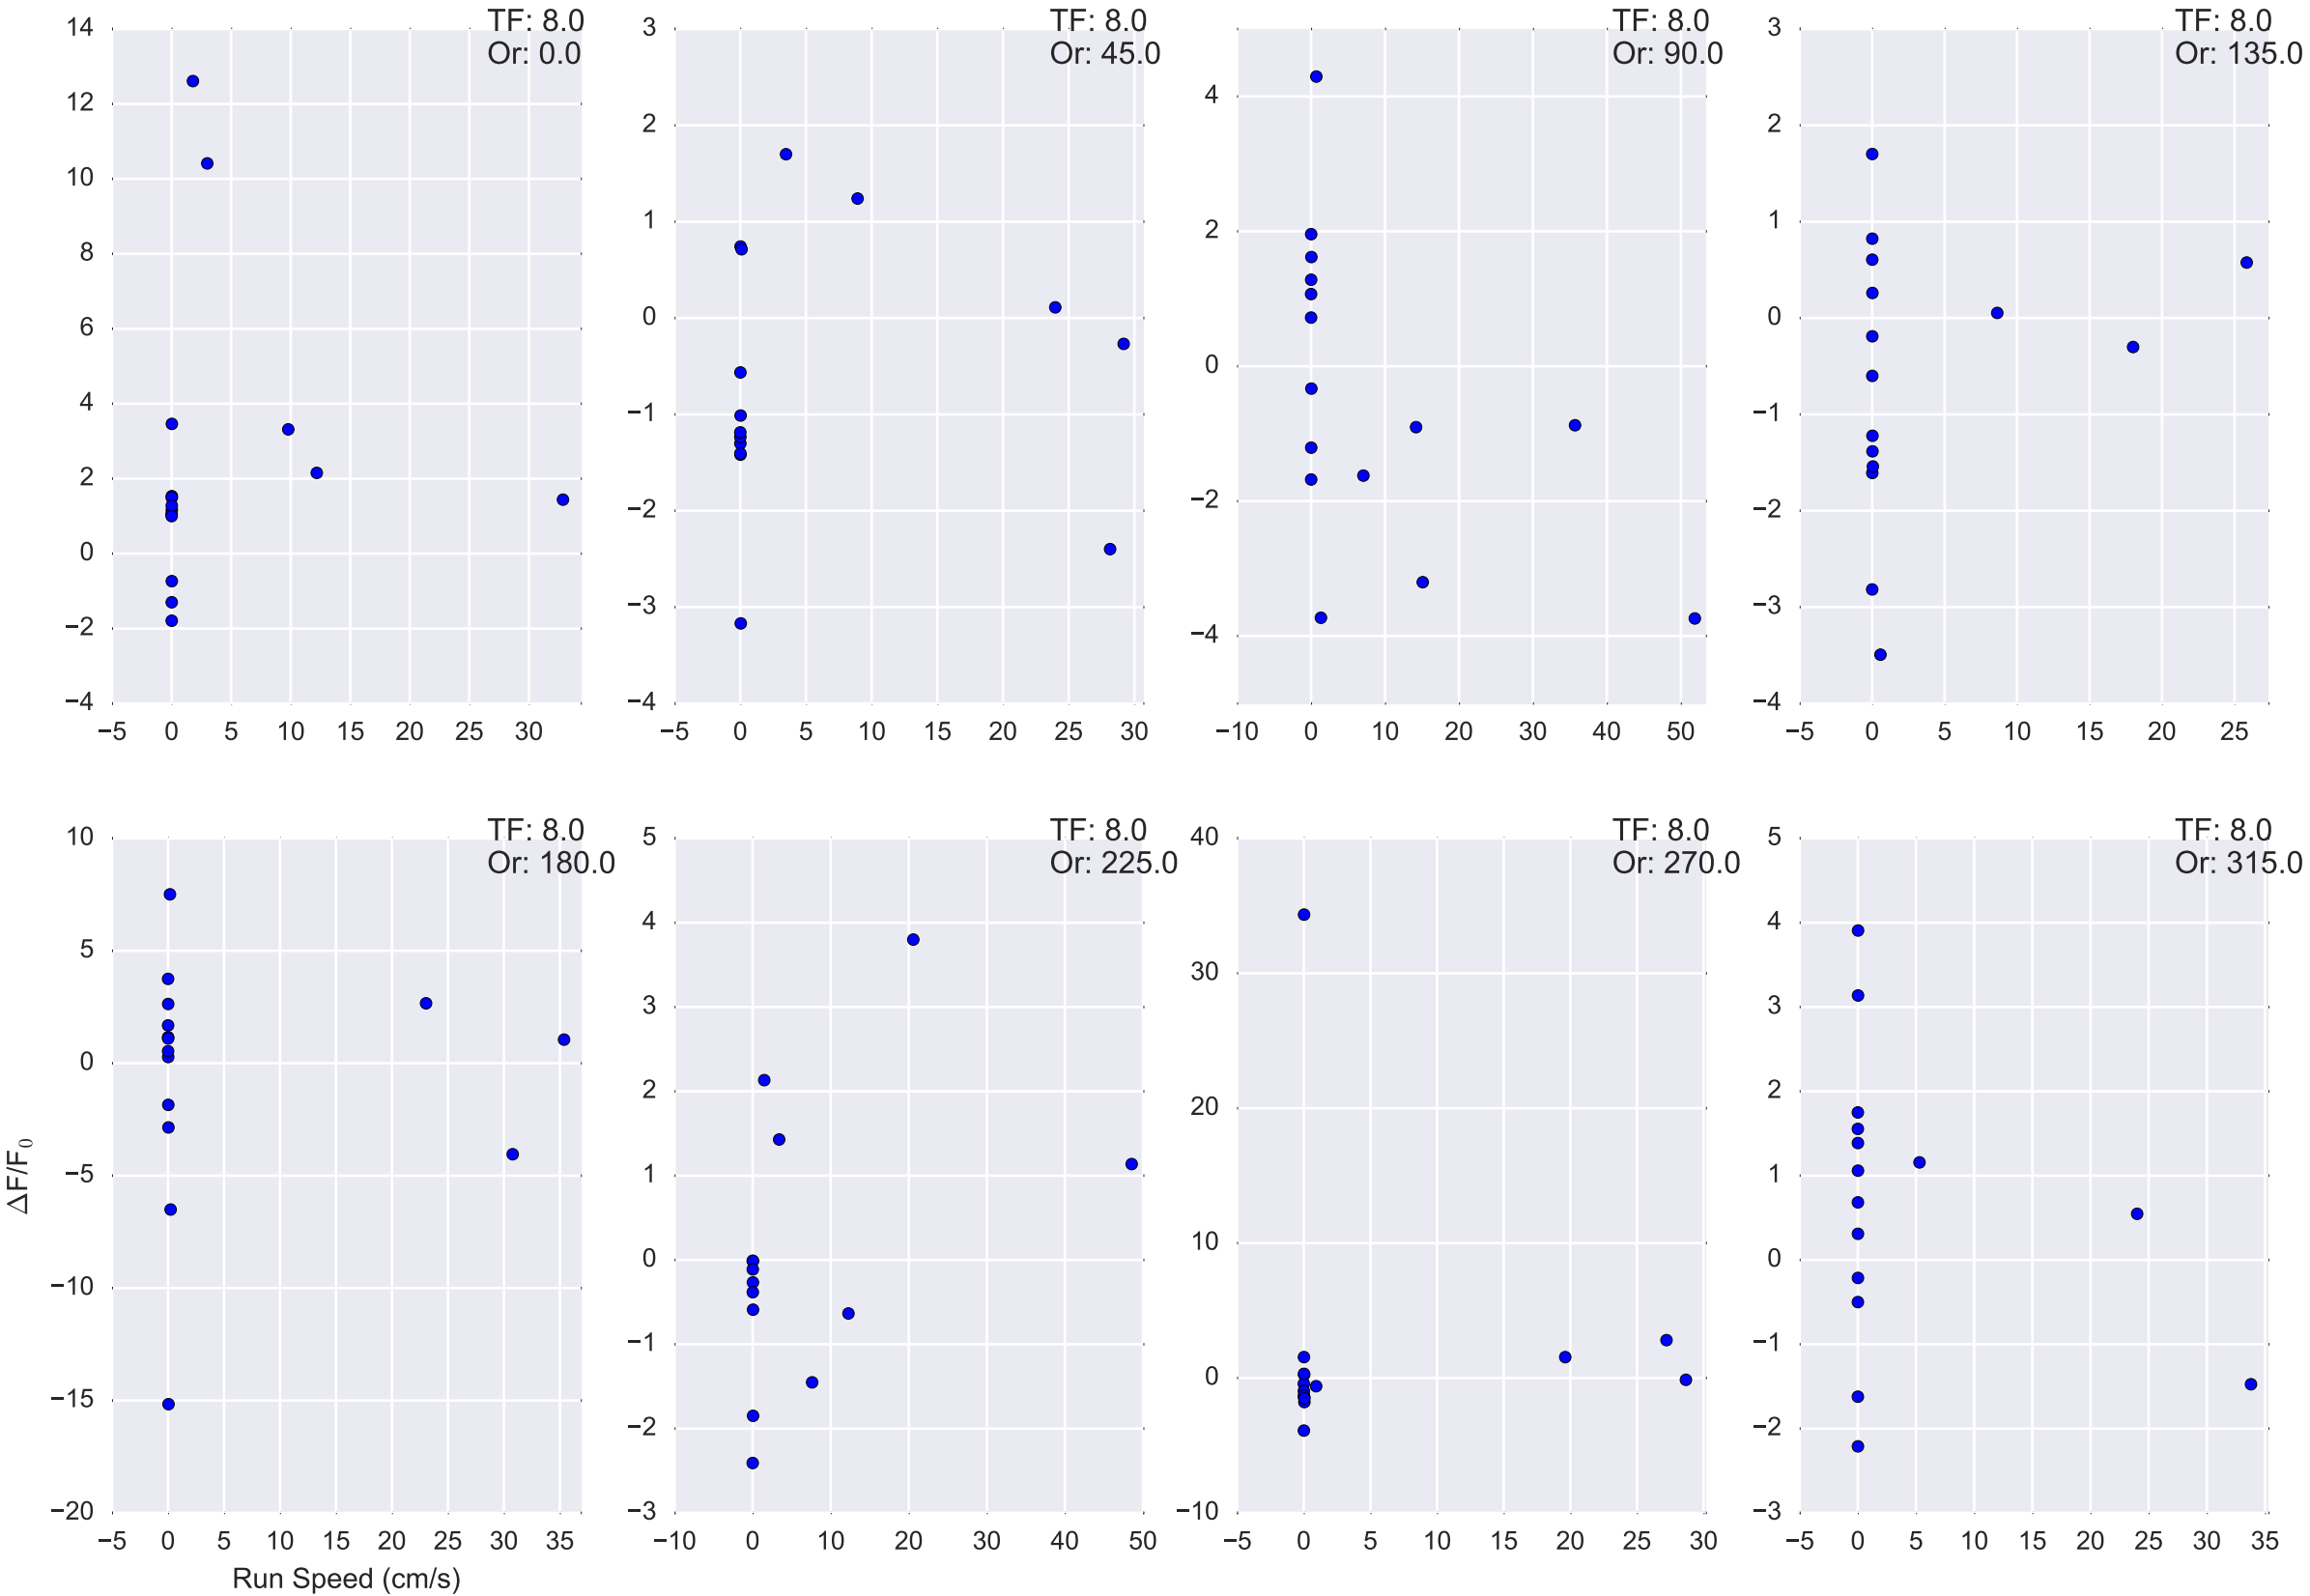 TF: 8.0
Or: 0.0
14
12
10
8
6
4
2
0
−2
−4
−5 0 5 10 15 20 25 30
TF: 8.0
Or: 45.0
3
2
1
0
−1
−2
−3
−4
−5 0 5 10 15 20 25 30
TF: 8.0
Or: 90.0
4
2
0
−2
−4
−10 0 10 20 30 40 50
TF: 8.0
Or: 135.0
3
2
1
0
−1
−2
−3
−4
−5 0 5 10 15 20 25
TF: 8.0
Or: 180.0
10
5
0
−5
−10
−15
−20
−5 0 5 10 15 20 25 30 35
Run Speed (cm/s)
ΔF/F₀
TF: 8.0
Or: 225.0
5
4
3
2
1
0
−1
−2
−3
−10 0 10 20 30 40 50
TF: 8.0
Or: 270.0
40
30
20
10
0
−10
−5 0 5 10 15 20 25 30
TF: 8.0
Or: 315.0
5
4
3
2
1
0
−1
−2
−3
−5 0 5 10 15 20 25 30 35